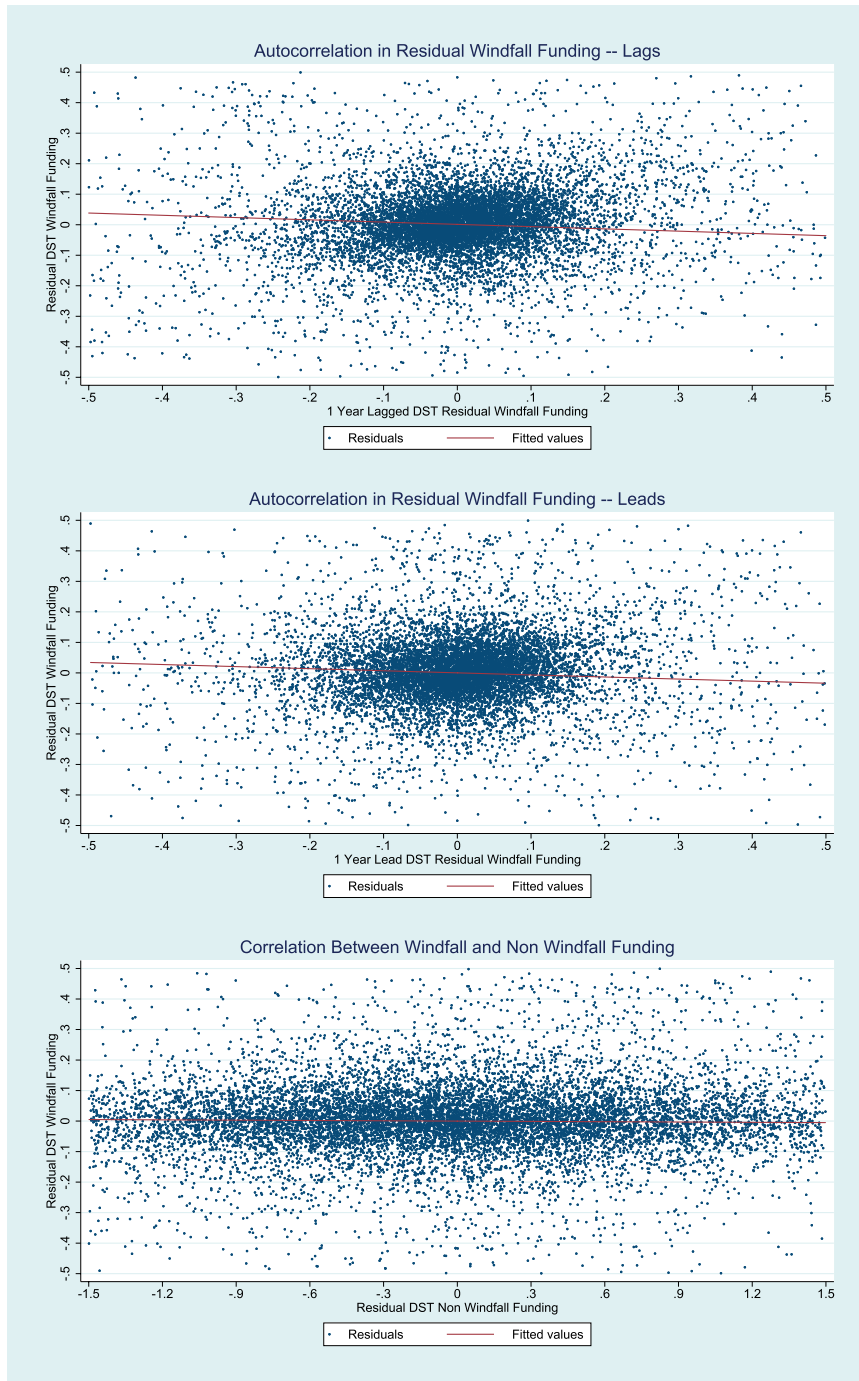 Autocorrelation in Residual Windfall Funding -- Lags
Residual DST Windfall Funding
.5
.4
.3
.2
.1
0
-.1
-.2
-.3
-.4
-.5
-.5 -.4 -.3 -.2 -.1 0 .1 .2 .3 .4 .5
1 Year Lagged DST Residual Windfall Funding
Residuals Fitted values
Autocorrelation in Residual Windfall Funding -- Leads
Residual DST Windfall Funding
.5
.4
.3
.2
.1
0
-.1
-.2
-.3
-.4
-.5
-.5 -.4 -.3 -.2 -.1 0 .1 .2 .3 .4 .5
1 Year Lead DST Residual Windfall Funding
Residuals Fitted values
Correlation Between Windfall and Non Windfall Funding
Residual DST Windfall Funding
.5
.4
.3
.2
.1
0
-.1
-.2
-.3
-.4
-.5
-1.5 -1.2 -.9 -.6 -.3 0 .3 .6 .9 1.2 1.5
Residual DST Non Windfall Funding
Residuals Fitted values